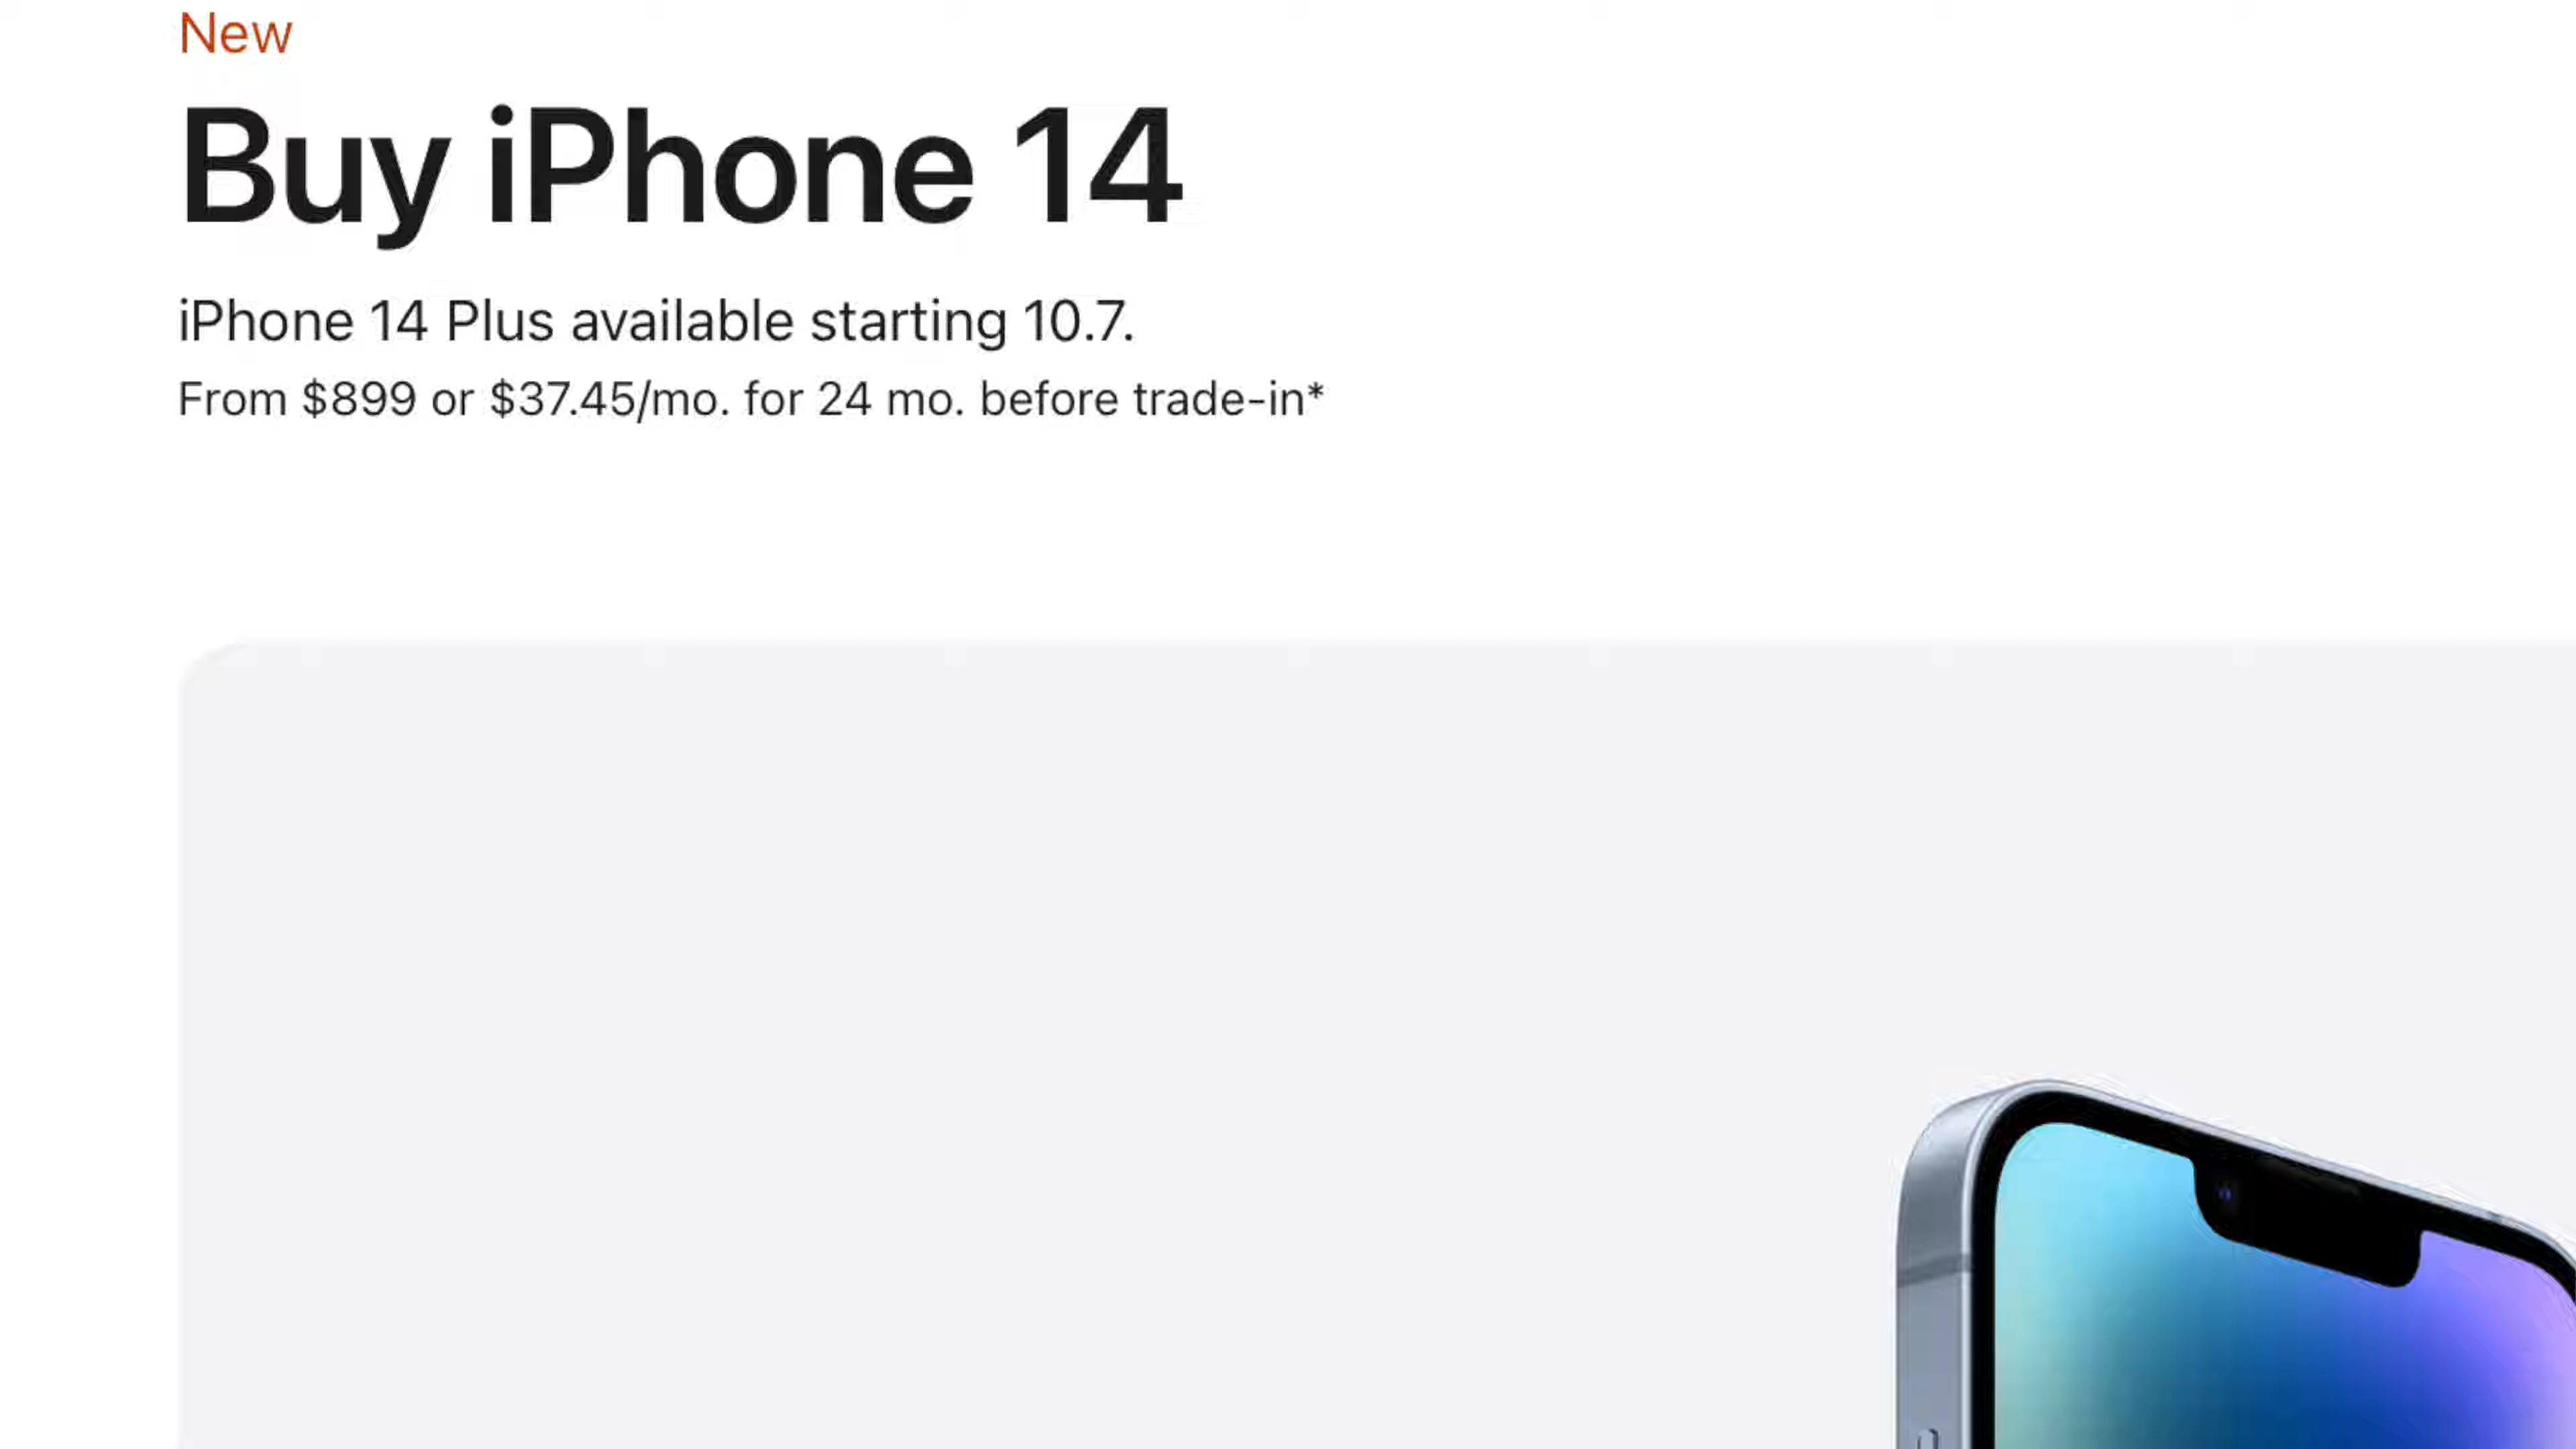 New
Buy iPhone 14
iPhone 14 Plus available starting 10.7.
From $899 or $37.45/mo. for 24 mo. before trade-in*